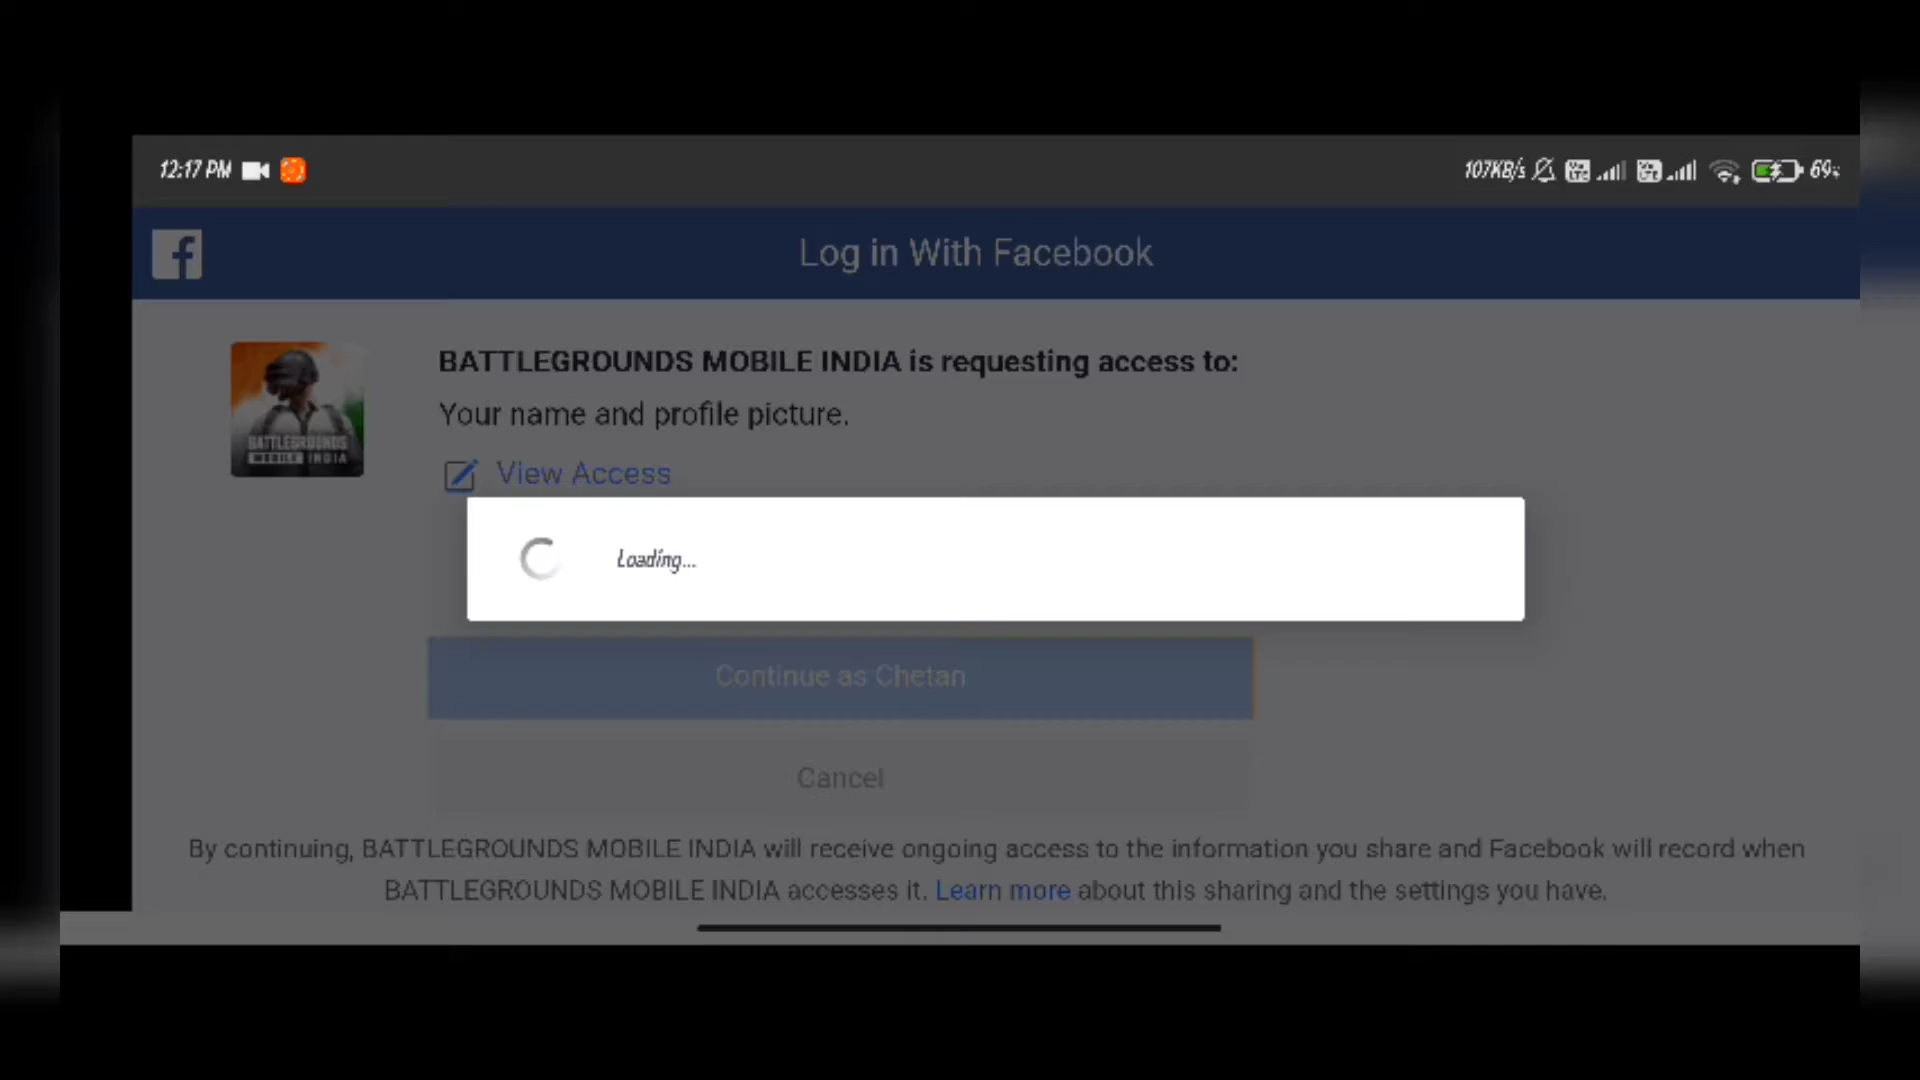 12:17 PM 107KB/s 69%
Log in With Facebook
BATTLEGROUNDS MOBILE INDIA is requesting access to:
Your name and profile picture.
BATTLEGROUNDS
MOBILE INDIA
View Access
Loading...
Continue as Chetan
Cancel
By continuing, BATTLEGROUNDS MOBILE INDIA will receive ongoing access to the information you share and Facebook will record when
BATTLEGROUNDS MOBILE INDIA accesses it. Learn more about this sharing and the settings you have.